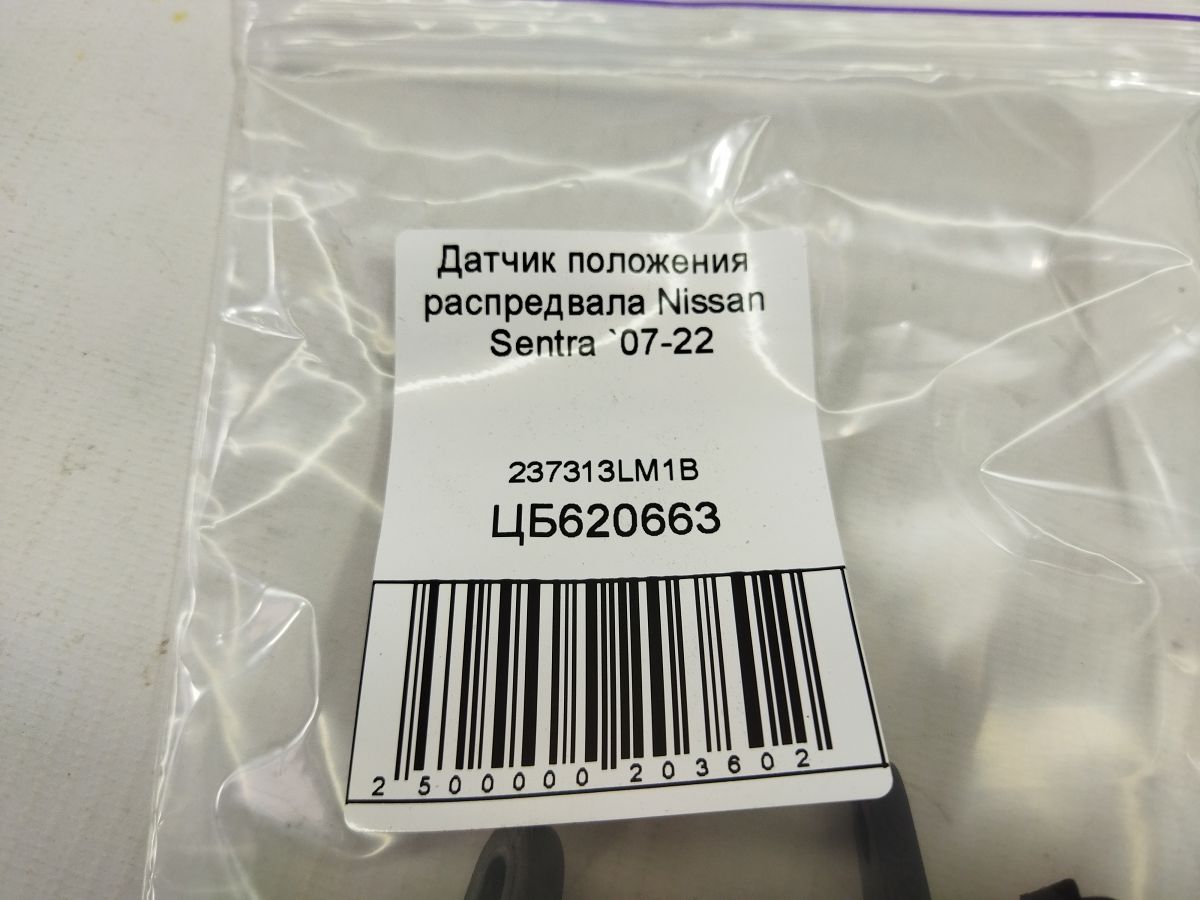 Датчик положения
распредвала Nissan
Sentra `07-22
237313LM1B
ЦБ620663
2 500000 203602